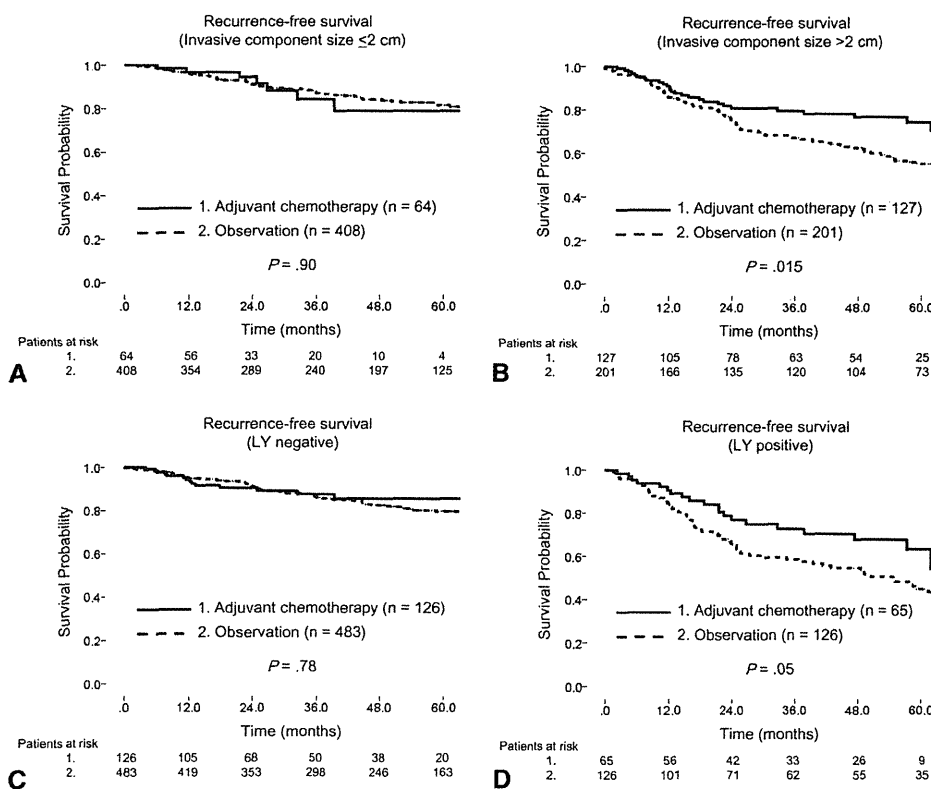 Recurrence-free survival
(Invasive component size ≤2 cm)
Survival Probability
1.0
0.8
0.6
0.4
0.2
0.0
1. Adjuvant chemotherapy (n = 64)
2. Observation (n = 408)
P = .90
.0 12.0 24.0 36.0 48.0 60.0
Time (months)
Patients at risk
1. 64 56 33 20 10 4
2. 408 354 289 240 197 125
A
Recurrence-free survival
(Invasive component size >2 cm)
Survival Probability
1.0
0.8
0.6
0.4
0.2
0.0
1. Adjuvant chemotherapy (n = 127)
2. Observation (n = 201)
P = .015
.0 12.0 24.0 36.0 48.0 60.0
Time (months)
Patients at risk
1. 127 105 78 63 54 25
2. 201 166 135 120 104 73
B
Recurrence-free survival
(LY negative)
Survival Probability
1.0
0.8
0.6
0.4
0.2
0.0
1. Adjuvant chemotherapy (n = 126)
2. Observation (n = 483)
P = .78
.0 12.0 24.0 36.0 48.0 60.0
Time (months)
Patients at risk
1. 126 105 68 50 38 20
2. 483 419 353 298 246 163
C
Recurrence-free survival
(LY positive)
Survival Probability
1.0
0.8
0.6
0.4
0.2
0.0
1. Adjuvant chemotherapy (n = 65)
2. Observation (n = 126)
P = .05
.0 12.0 24.0 36.0 48.0 60.0
Time (months)
Patients at risk
1. 65 56 42 33 26 9
2. 126 101 71 62 55 35
D